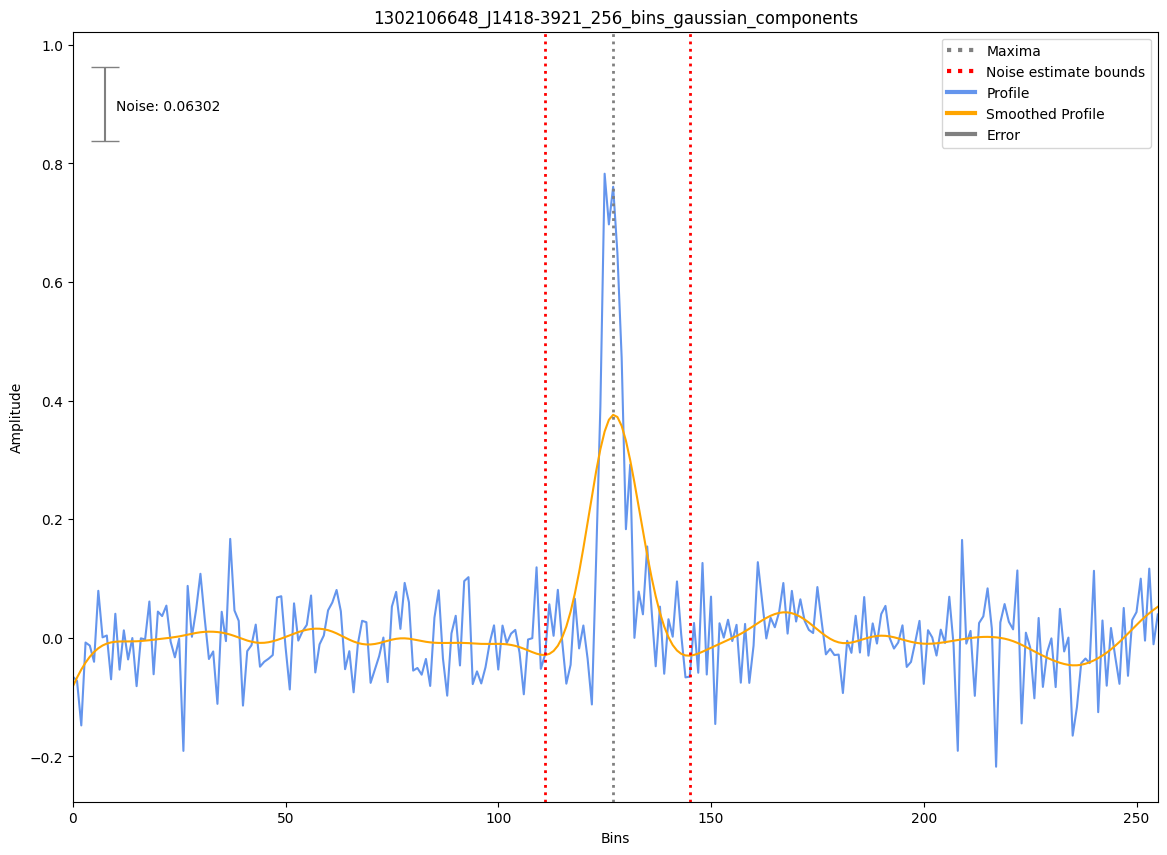 1302106648_J1418-3921_256_bins_gaussian_components
Maxima
Noise estimate bounds
Profile
Smoothed Profile
Error
Noise: 0.06302
Amplitude
1.0
0.8
0.6
0.4
0.2
0.0
−0.2
0
50
100
150
200
250
Bins